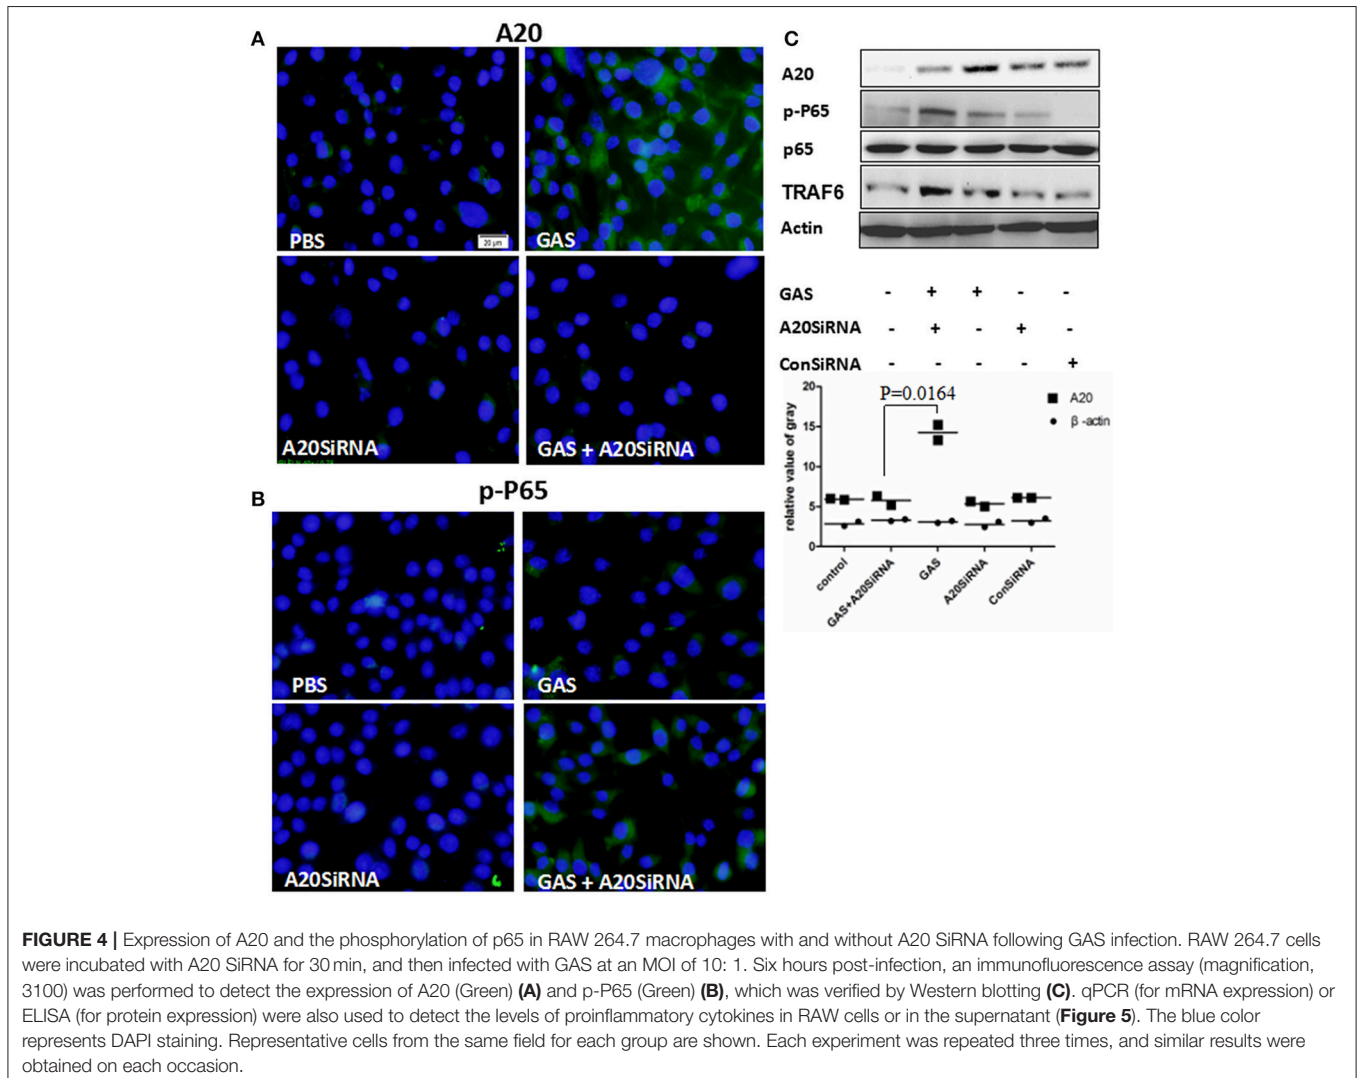 A
A20
PBS
20 µm
GAS
A20SiRNA
GAS + A20SiRNA
B
p-P65
PBS
GAS
A20SiRNA
GAS + A20SiRNA
C
A20
p-P65
p65
TRAF6
Actin
GAS - + + - -
A20SiRNA - + - + -
ConSiRNA - - - - +
P=0.0164
A20
β -actin
relative value of gray
20
15
10
5
0
control
GAS+A20SiRNA
GAS
A20SiRNA
ConSiRNA
FIGURE 4 | Expression of A20 and the phosphorylation of p65 in RAW 264.7 macrophages with and without A20 SiRNA following GAS infection. RAW 264.7 cells
were incubated with A20 SiRNA for 30 min, and then infected with GAS at an MOI of 10: 1. Six hours post-infection, an immunofluorescence assay (magnification,
3100) was performed to detect the expression of A20 (Green) (A) and p-P65 (Green) (B), which was verified by Western blotting (C). qPCR (for mRNA expression) or
ELISA (for protein expression) were also used to detect the levels of proinflammatory cytokines in RAW cells or in the supernatant (Figure 5). The blue color
represents DAPI staining. Representative cells from the same field for each group are shown. Each experiment was repeated three times, and similar results were
obtained on each occasion.